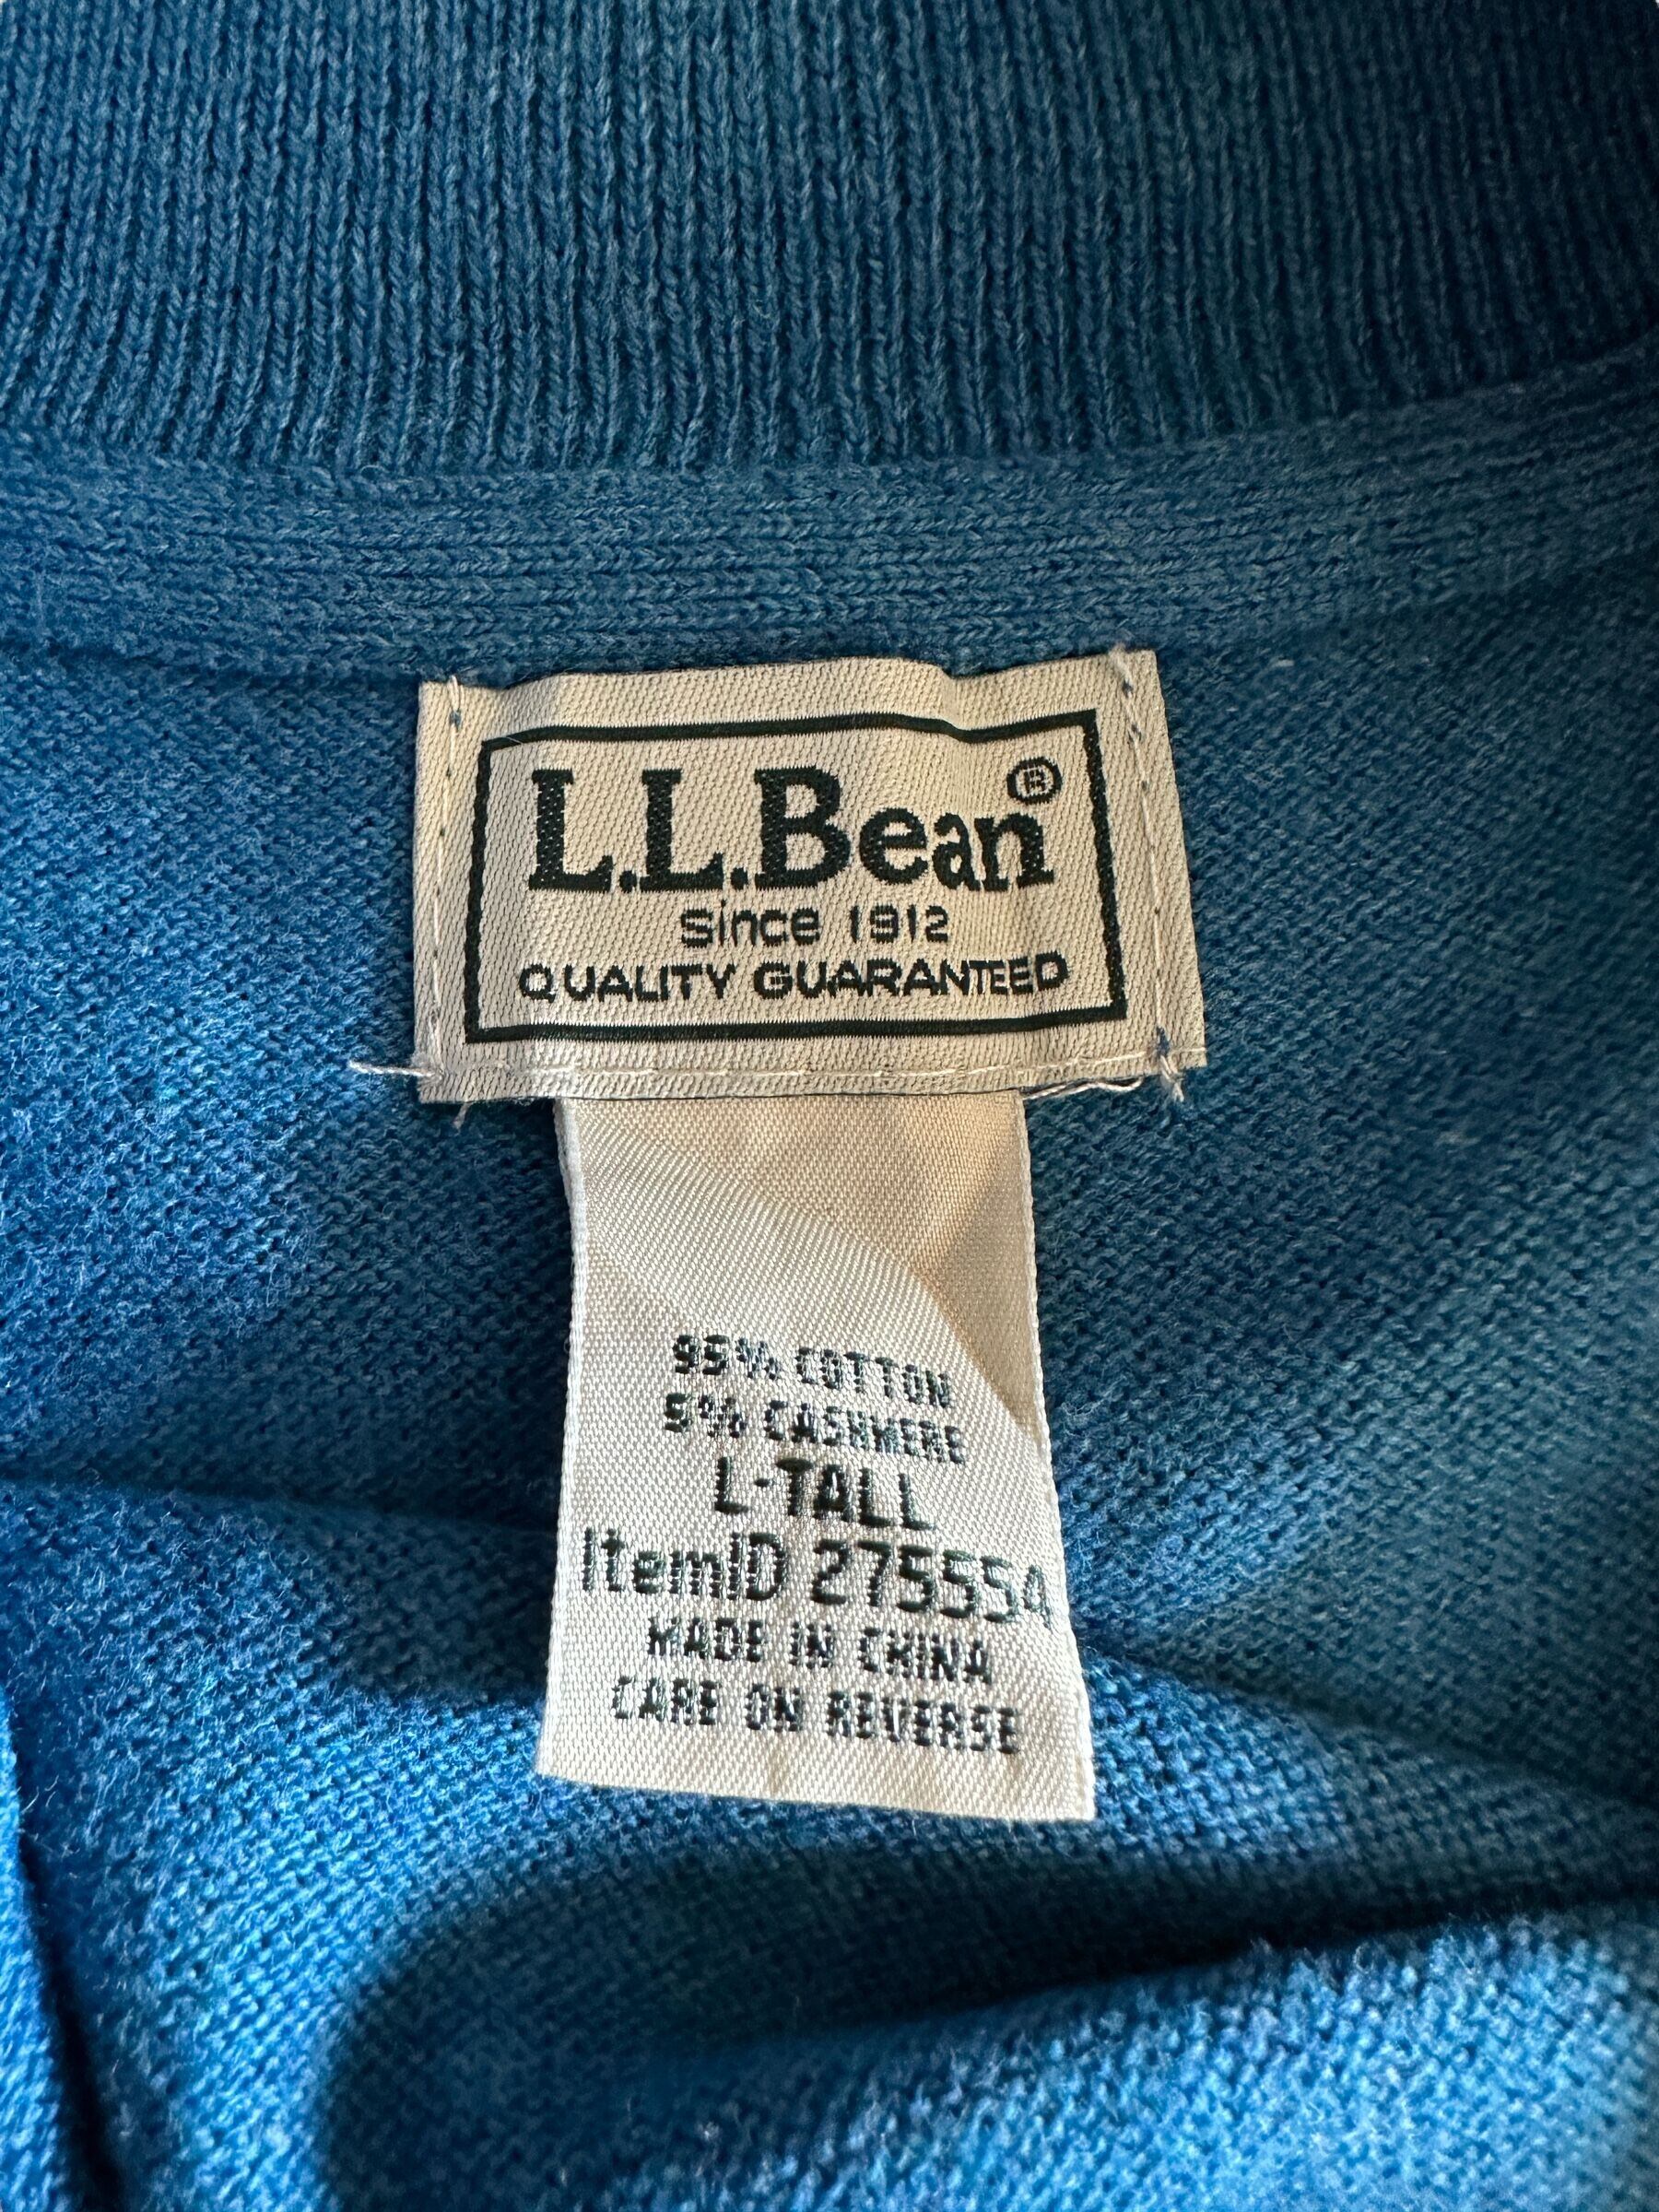 L.L.Bean®
Since 1912
QUALITY GUARANTEED
95% COTTON
5% CASHMERE
L-TALL
ItemID 275554
MADE IN CHINA
CARE ON REVERSE